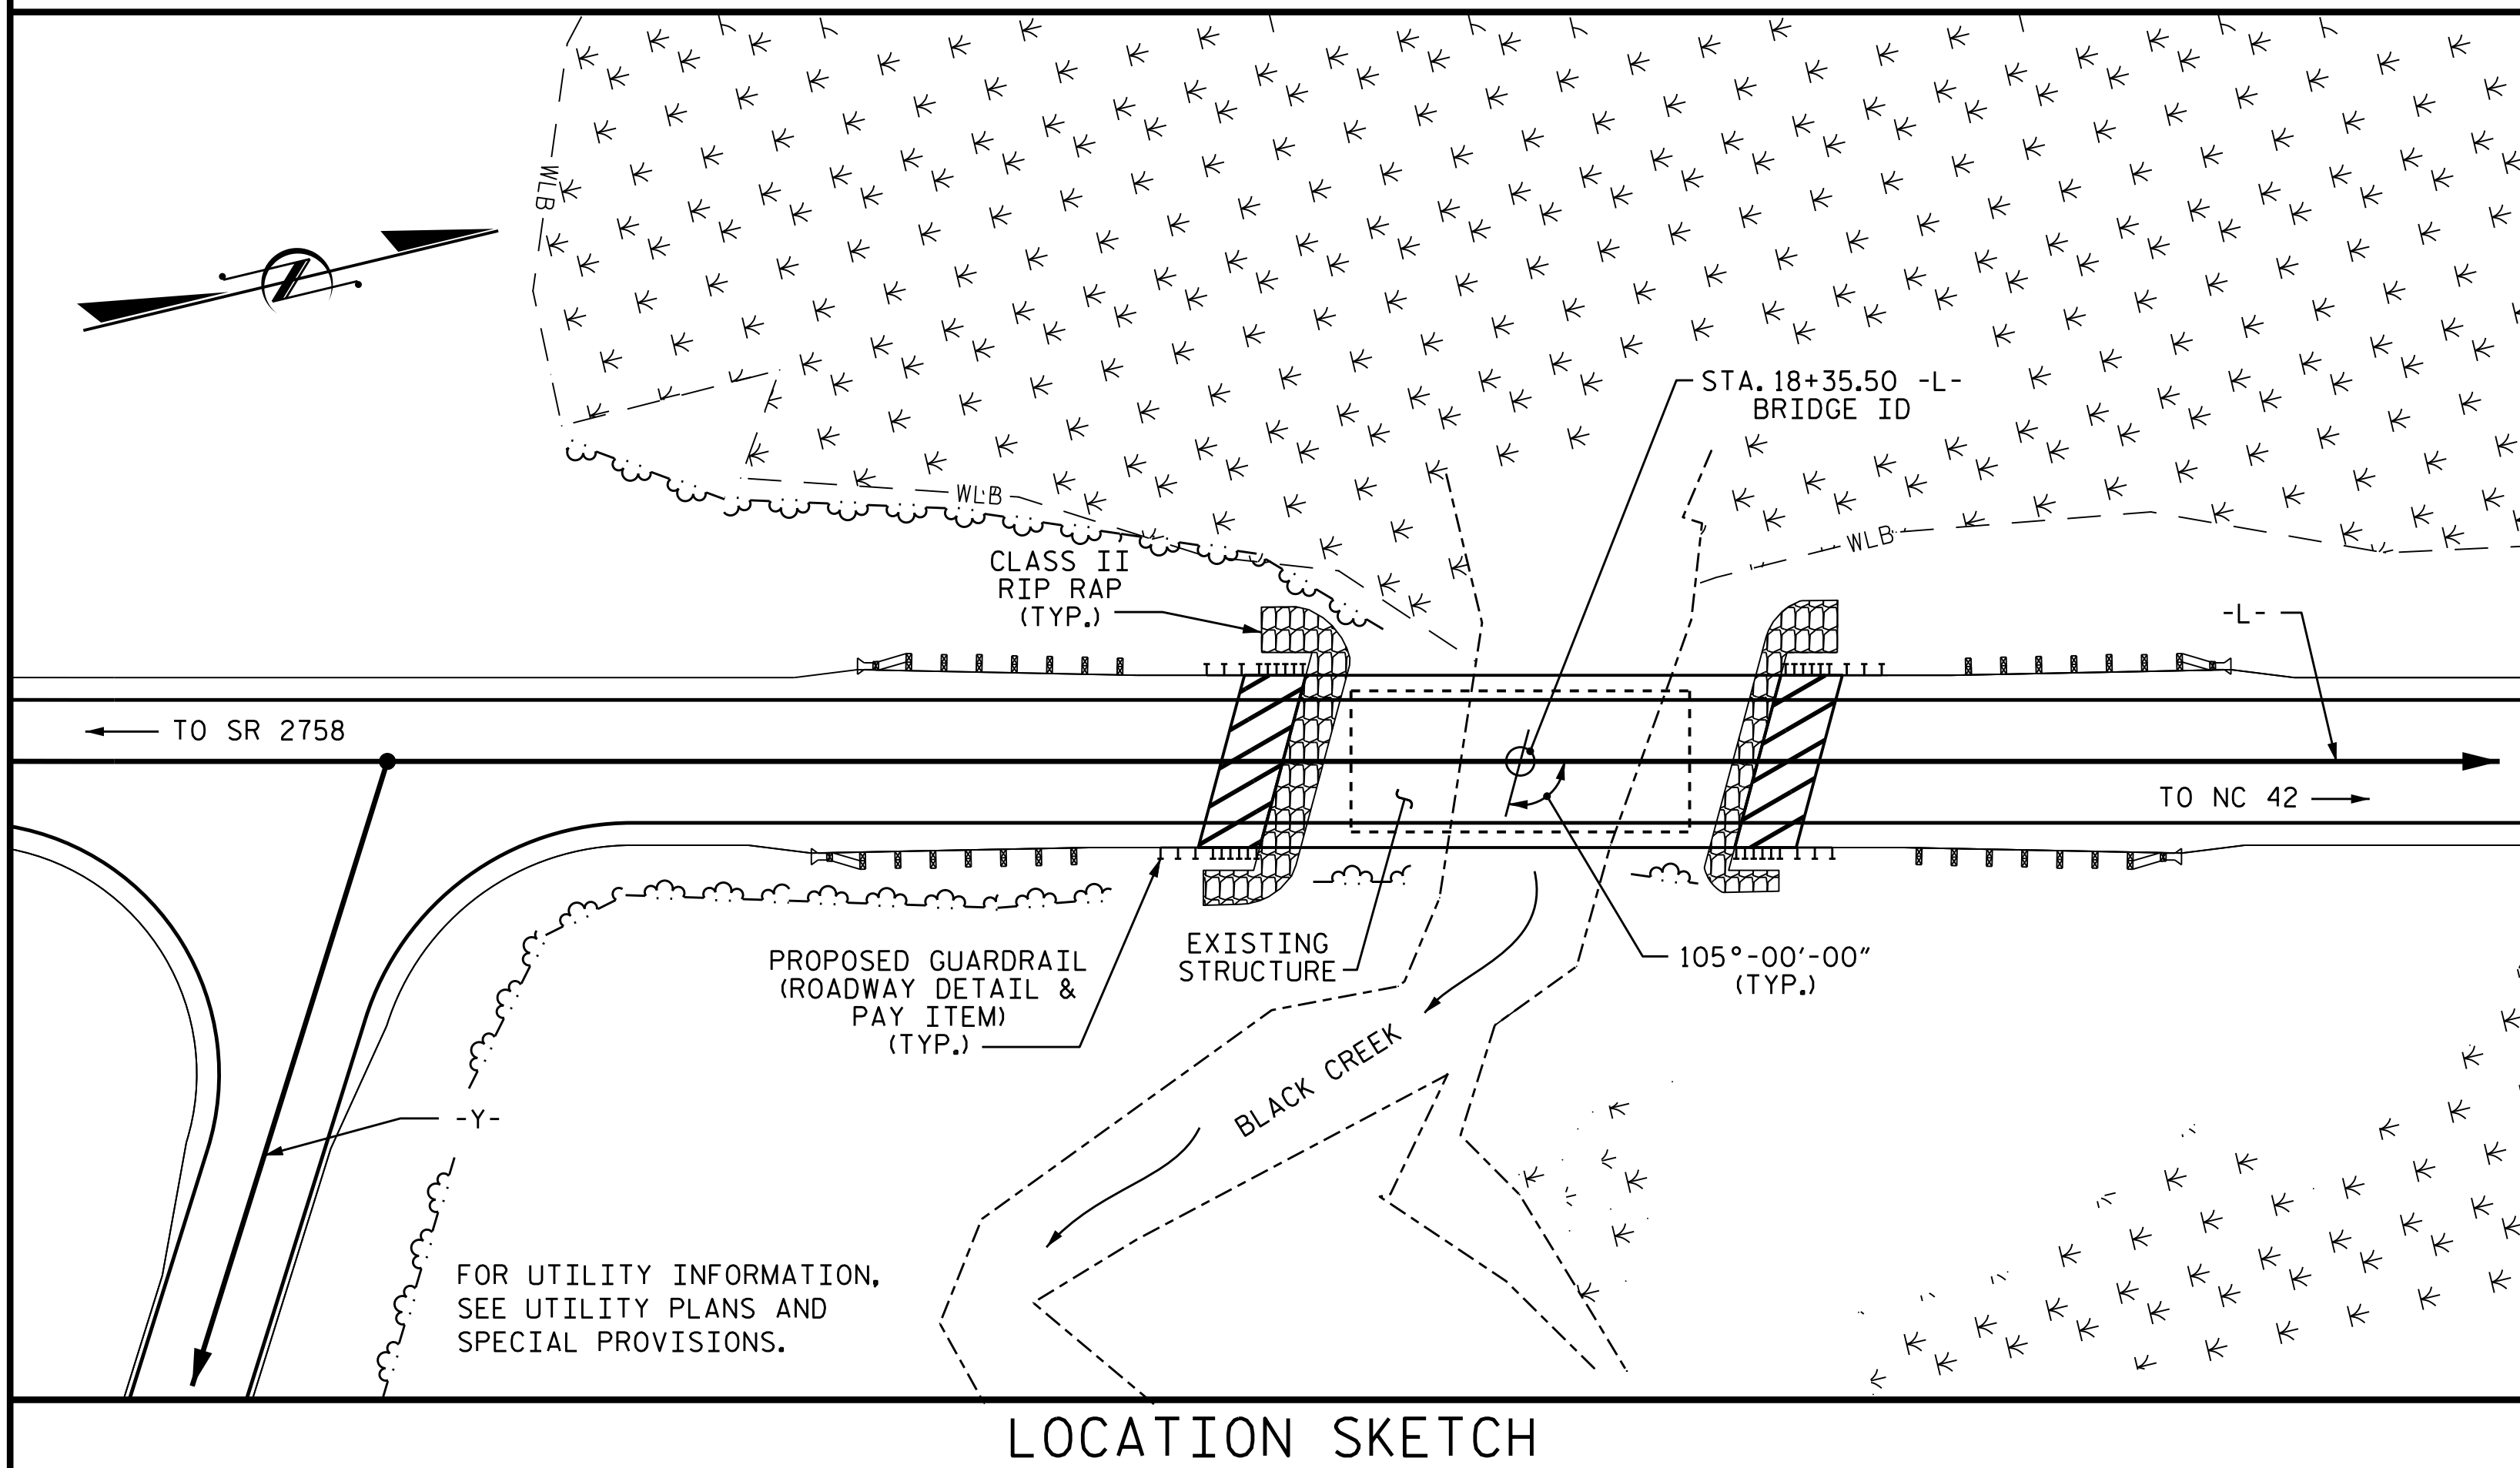 WLB
STA. 18+35.50 -L-
BRIDGE ID
WLB
WLB
CLASS II
RIP RAP
(TYP.)
-L-
TO SR 2758
TO NC 42
EXISTING
STRUCTURE
PROPOSED GUARDRAIL
(ROADWAY DETAIL &
PAY ITEM)
(TYP.)
105°-00'-00"
(TYP.)
BLACK CREEK
-Y-
FOR UTILITY INFORMATION,
SEE UTILITY PLANS AND
SPECIAL PROVISIONS.
LOCATION SKETCH